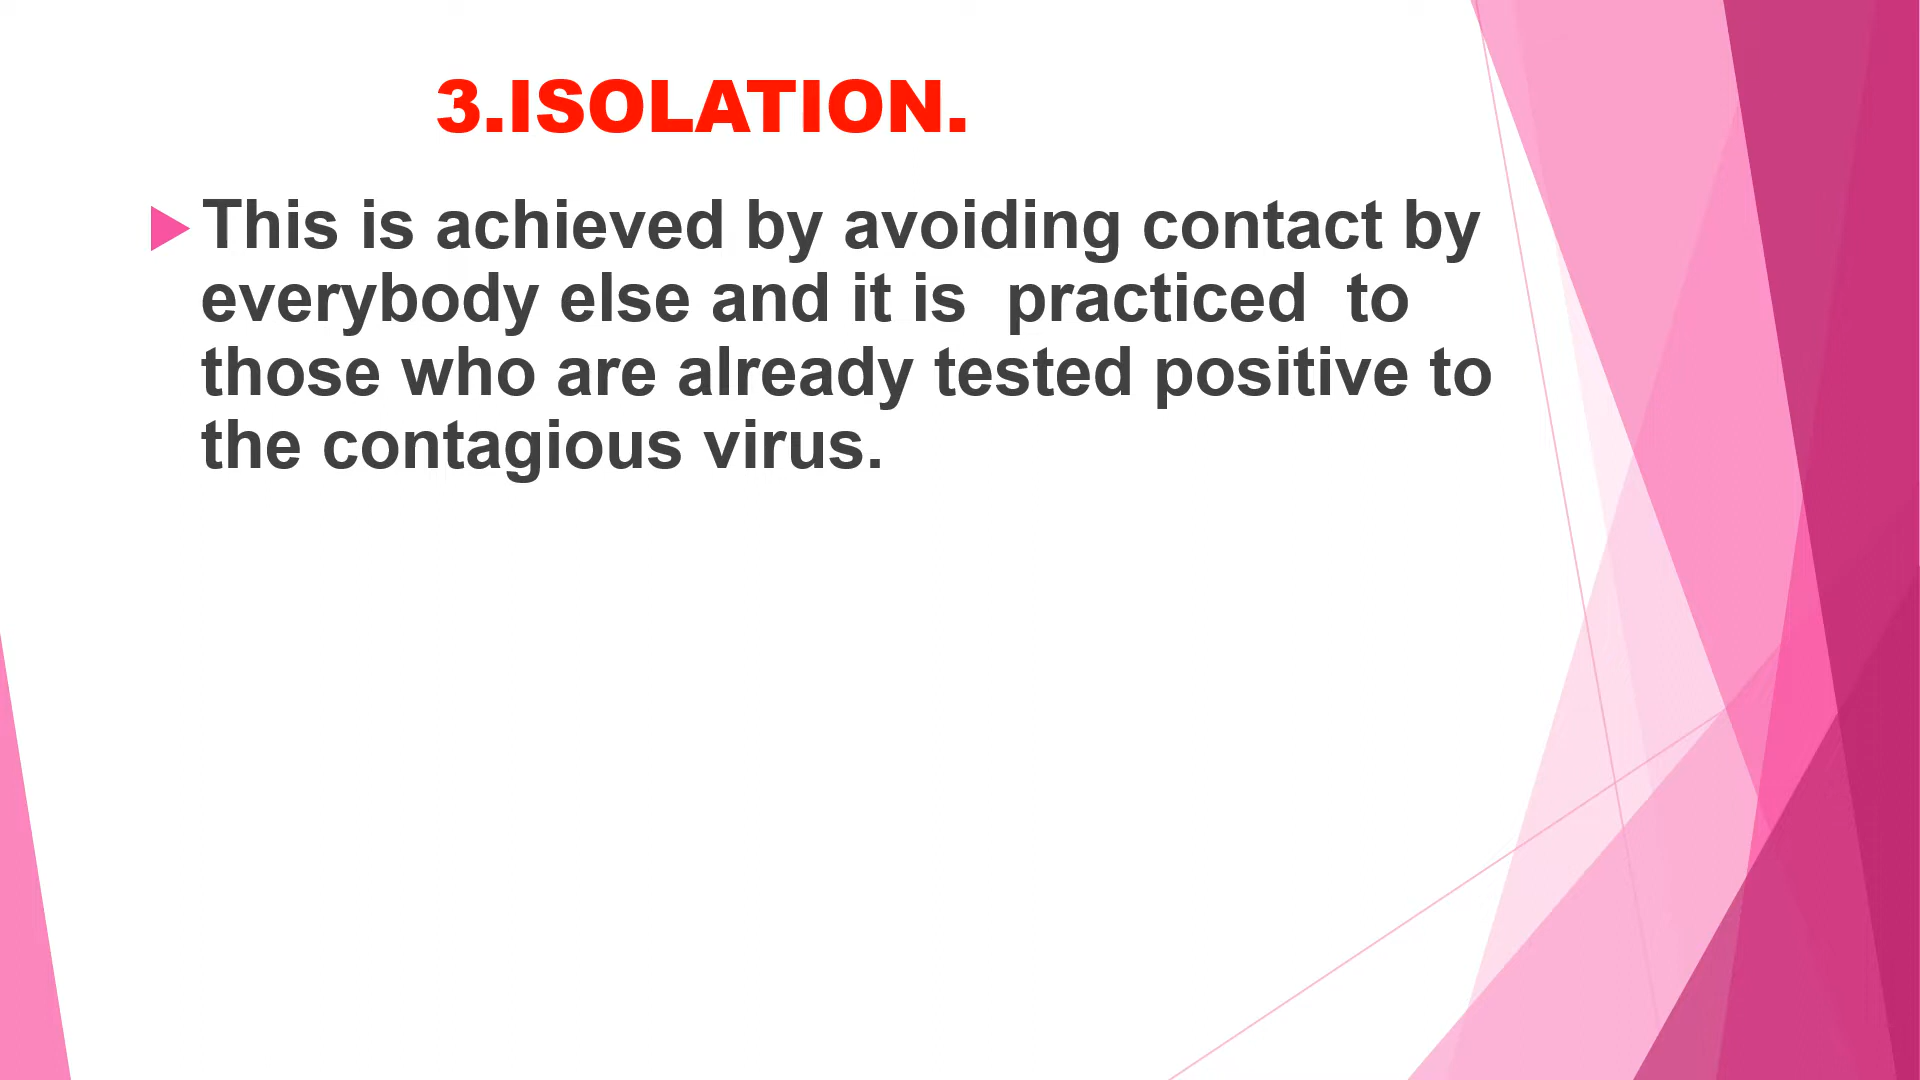 3.ISOLATION.
This is achieved by avoiding contact by
everybody else and it is  practiced  to
those who are already tested positive to
the contagious virus.